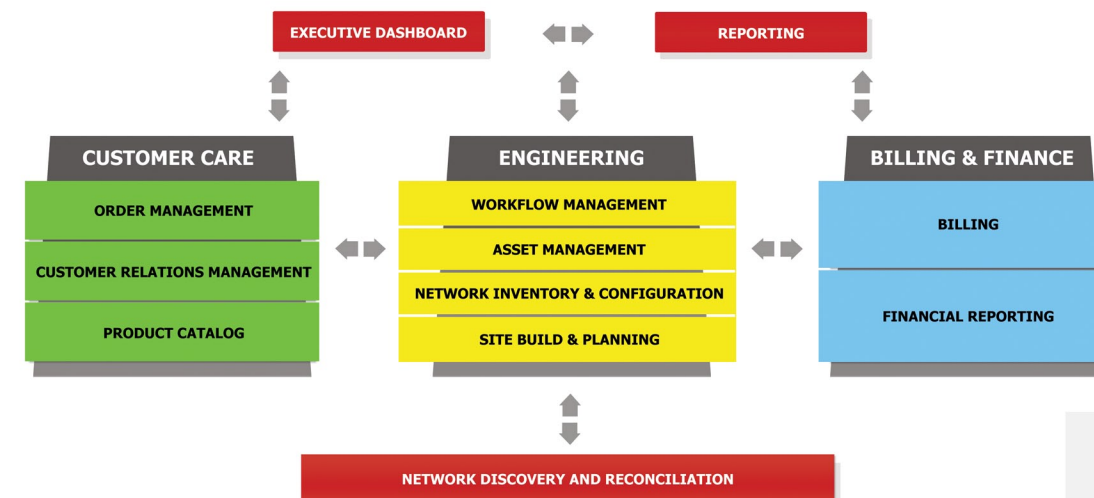 EXECUTIVE DASHBOARD
REPORTING
CUSTOMER CARE
ORDER MANAGEMENT
CUSTOMER RELATIONS MANAGEMENT
PRODUCT CATALOG
ENGINEERING
WORKFLOW MANAGEMENT
ASSET MANAGEMENT
NETWORK INVENTORY & CONFIGURATION
SITE BUILD & PLANNING
BILLING & FINANCE
BILLING
FINANCIAL REPORTING
NETWORK DISCOVERY AND RECONCILIATION